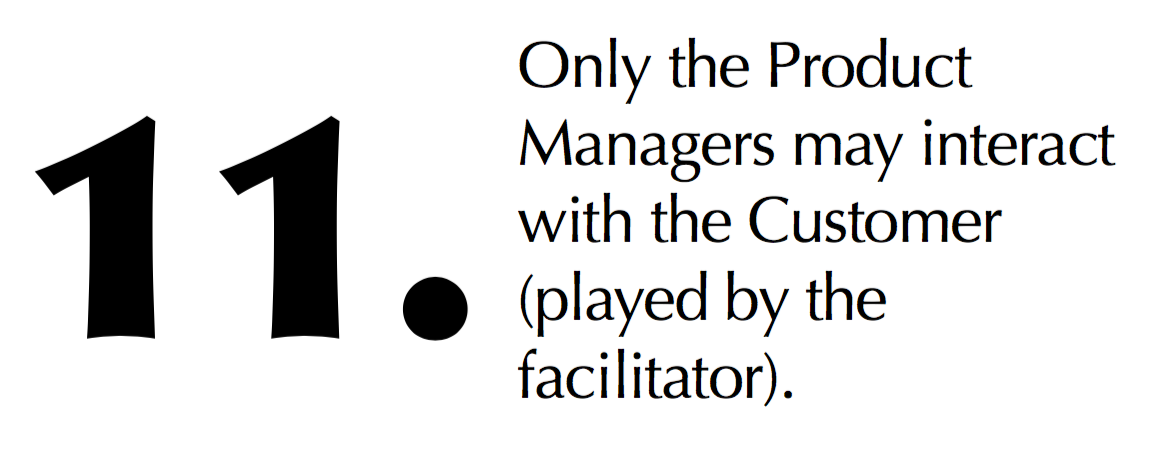 11.
Only the Product
Managers may interact
with the Customer
(played by the
facilitator).